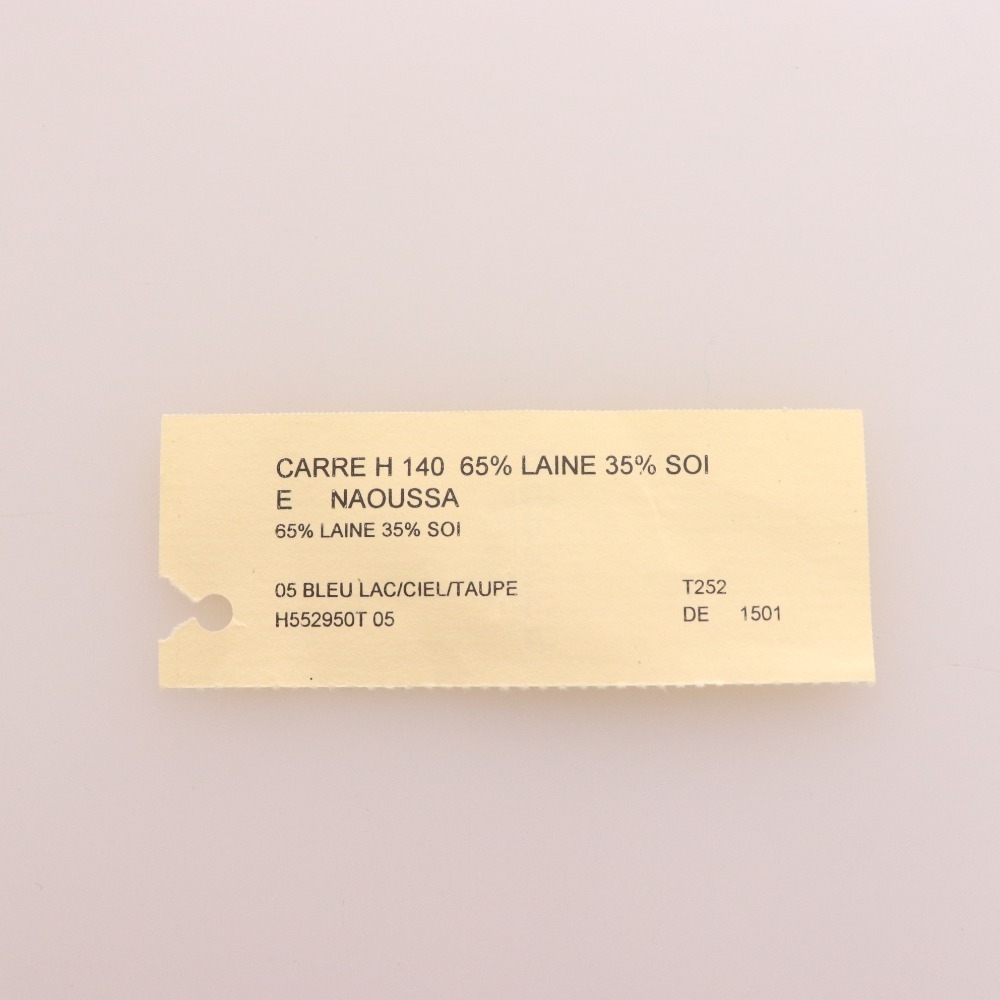 CARRE H 140 65% LAINE 35% SOI
E NAOUSSA
65% LAINE 35% SOI
05 BLEU LAC/CIEL/TAUPE T252
H552950T 05 DE 1501